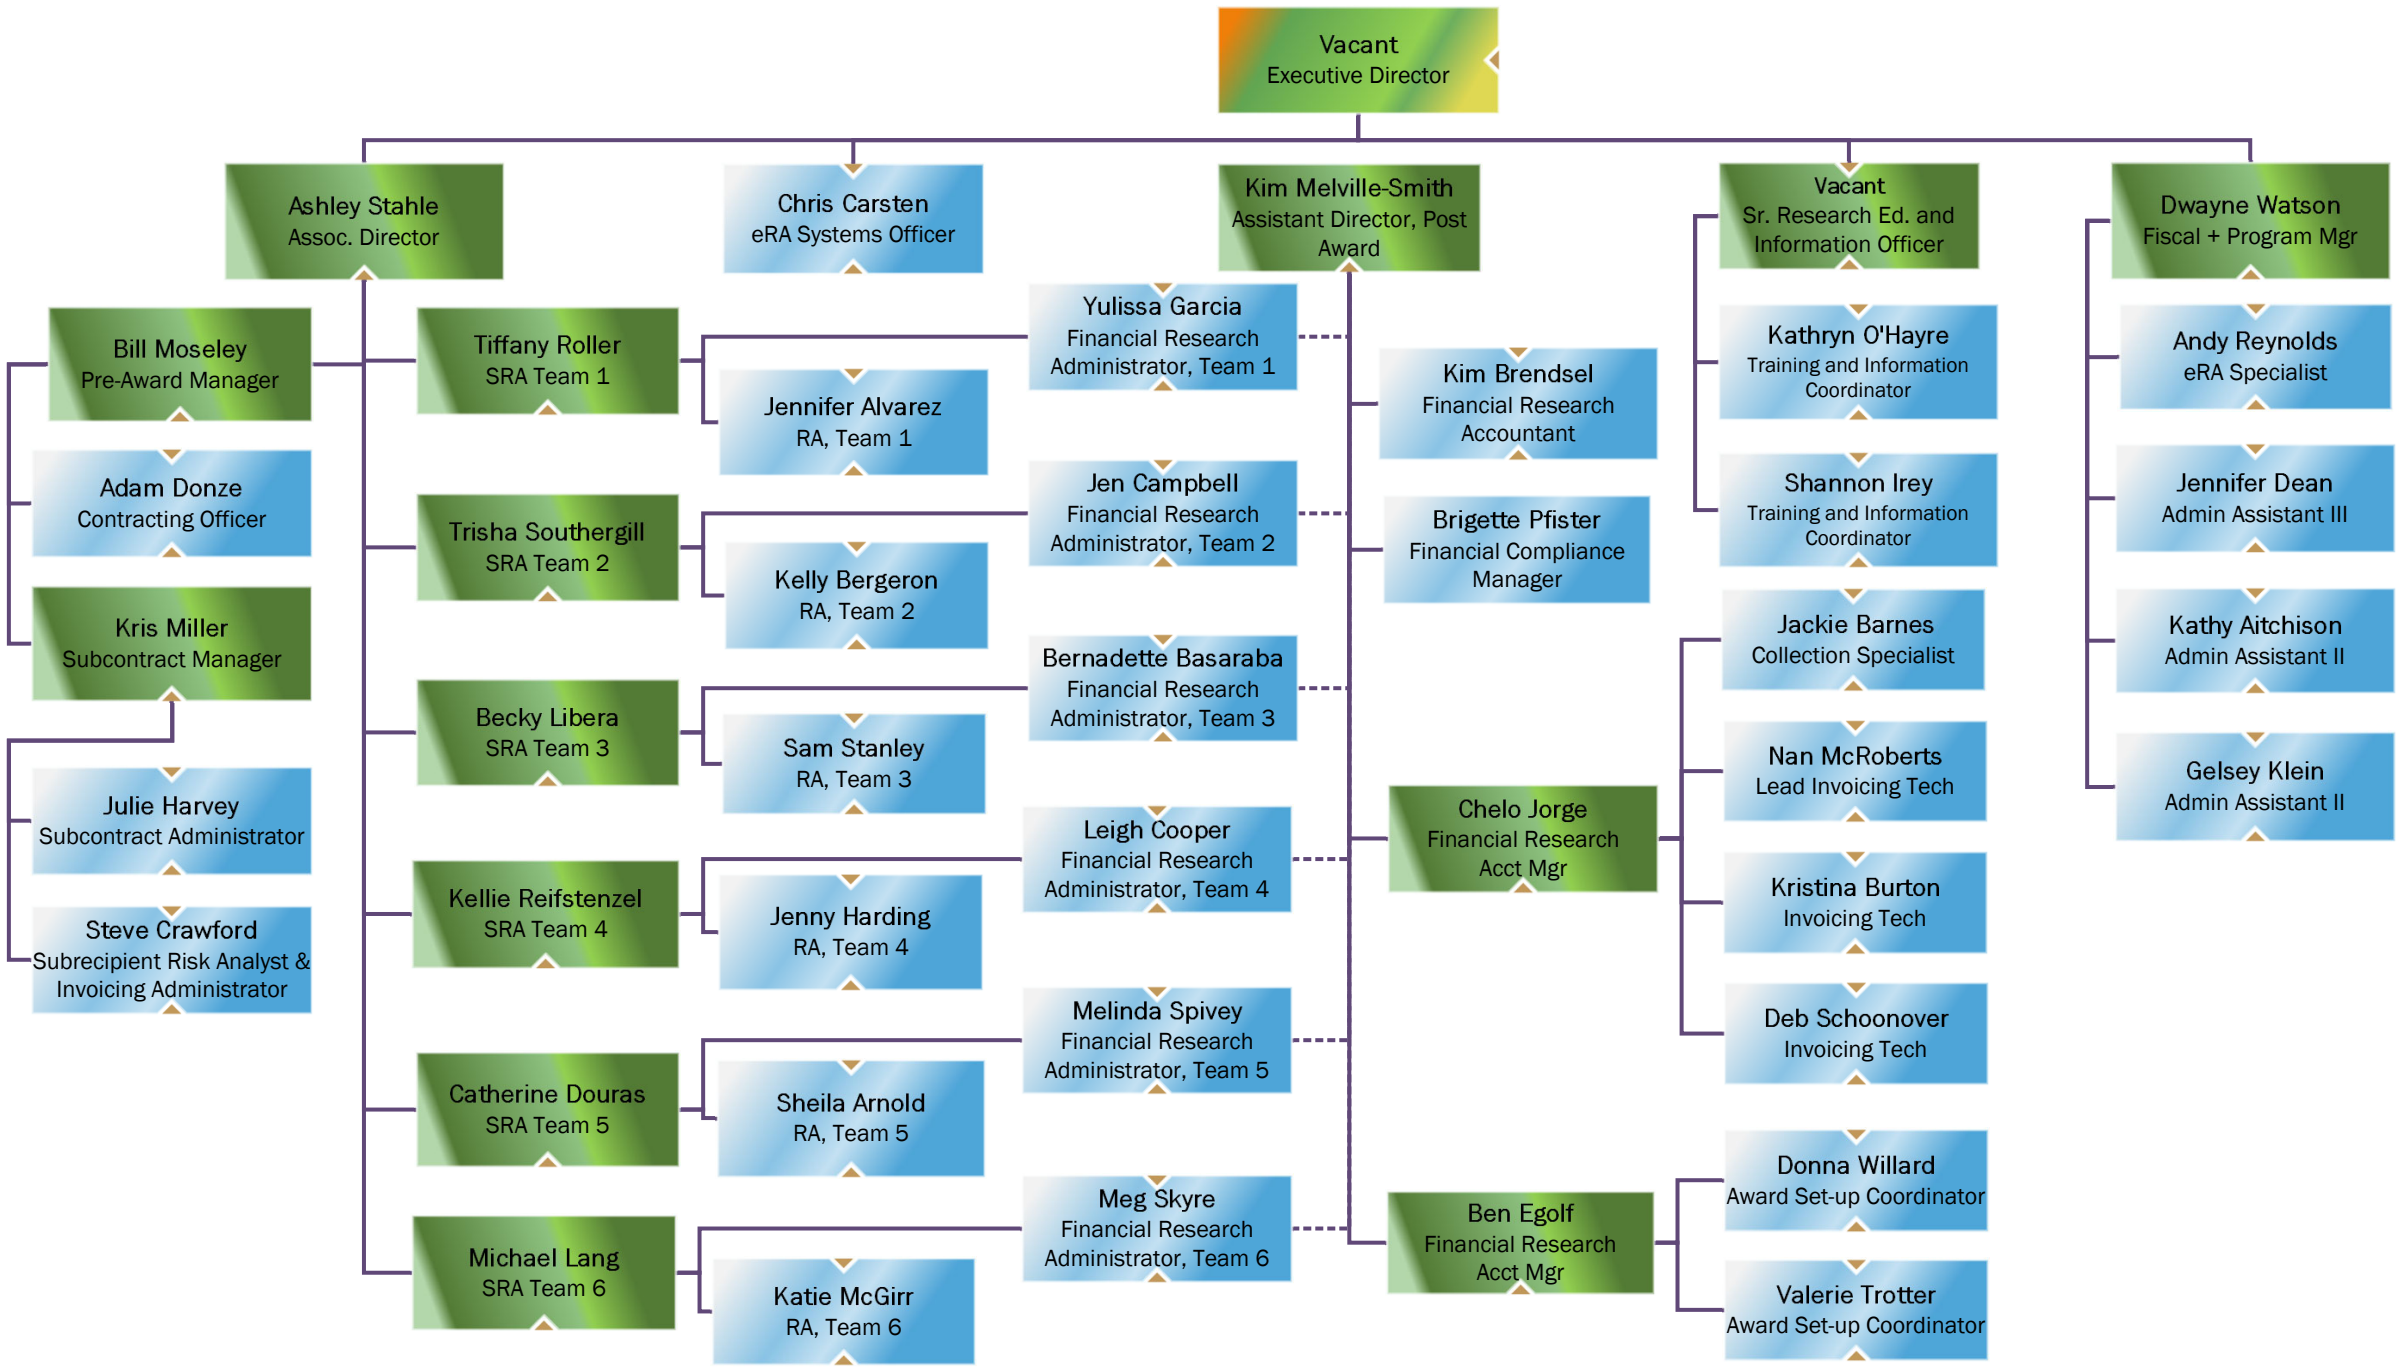 Vacant
Executive Director
Ashley Stahle
Assoc. Director
Chris Carsten
eRA Systems Officer
Kim Melville-Smith
Assistant Director, Post
Award
Vacant
Sr. Research Ed. and
Information Officer
Dwayne Watson
Fiscal + Program Mgr
Bill Moseley
Pre-Award Manager
Adam Donze
Contracting Officer
Kris Miller
Subcontract Manager
Julie Harvey
Subcontract Administrator
Steve Crawford
Subrecipient Risk Analyst &
Invoicing Administrator
Tiffany Roller
SRA Team 1
Yulissa Garcia
Financial Research
Administrator, Team 1
Jennifer Alvarez
RA, Team 1
Trisha Southergill
SRA Team 2
Jen Campbell
Financial Research
Administrator, Team 2
Kelly Bergeron
RA, Team 2
Becky Libera
SRA Team 3
Bernadette Basaraba
Financial Research
Administrator, Team 3
Sam Stanley
RA, Team 3
Kellie Reifstenzel
SRA Team 4
Leigh Cooper
Financial Research
Administrator, Team 4
Jenny Harding
RA, Team 4
Catherine Douras
SRA Team 5
Melinda Spivey
Financial Research
Administrator, Team 5
Sheila Arnold
RA, Team 5
Michael Lang
SRA Team 6
Meg Skyre
Financial Research
Administrator, Team 6
Katie McGirr
RA, Team 6
Kim Brendsel
Financial Research
Accountant
Brigette Pfister
Financial Compliance
Manager
Chelo Jorge
Financial Research
Acct Mgr
Ben Egolf
Financial Research
Acct Mgr
Kathryn O'Hayre
Training and Information
Coordinator
Shannon Irey
Training and Information
Coordinator
Jackie Barnes
Collection Specialist
Nan McRoberts
Lead Invoicing Tech
Kristina Burton
Invoicing Tech
Deb Schoonover
Invoicing Tech
Donna Willard
Award Set-up Coordinator
Valerie Trotter
Award Set-up Coordinator
Andy Reynolds
eRA Specialist
Jennifer Dean
Admin Assistant III
Kathy Aitchison
Admin Assistant II
Gelsey Klein
Admin Assistant II